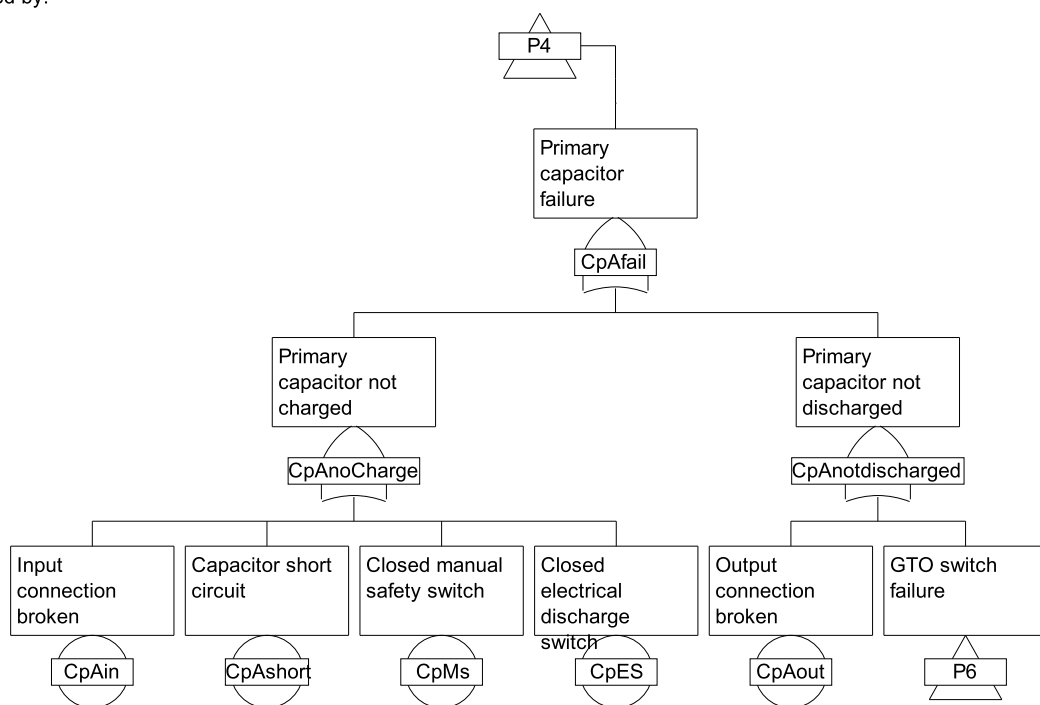 P4
Primary
capacitor
failure
CpAfail
Primary
capacitor not
charged
Primary
capacitor not
discharged
CpAnoCharge
CpAnotdischarged
Input
connection
broken
Capacitor short
circuit
Closed manual
safety switch
Closed
electrical
discharge
switch
Output
connection
broken
GTO switch
failure
CpAin
CpAshort
CpMs
CpES
CpAout
P6